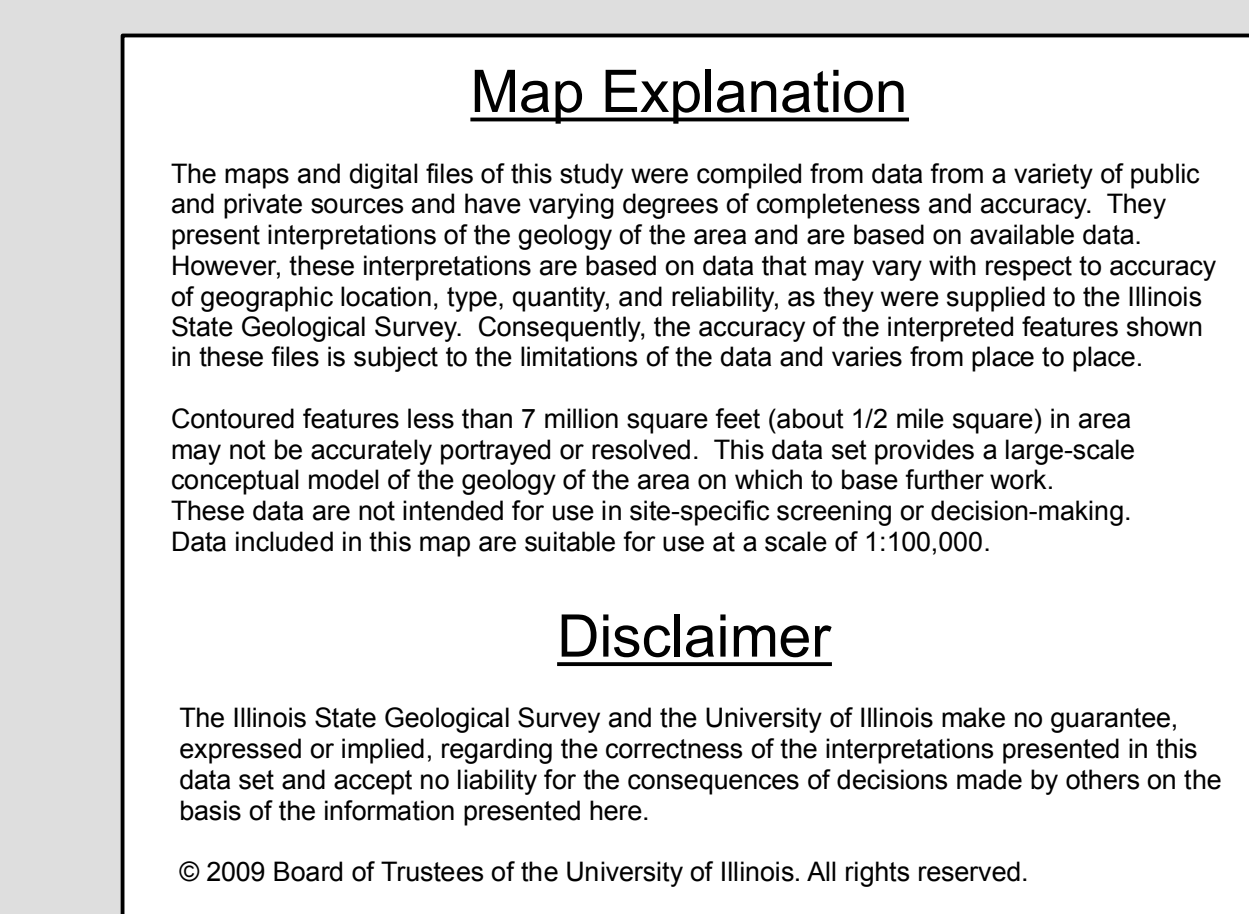 Map Explanation
The maps and digital files of this study were compiled from data from a variety of public
and private sources and have varying degrees of completeness and accuracy.  They
present interpretations of the geology of the area and are based on available data.
However, these interpretations are based on data that may vary with respect to accuracy
of geographic location, type, quantity, and reliability, as they were supplied to the Illinois
State Geological Survey.  Consequently, the accuracy of the interpreted features shown
in these files is subject to the limitations of the data and varies from place to place.
Contoured features less than 7 million square feet (about 1/2 mile square) in area
may not be accurately portrayed or resolved.  This data set provides a large-scale
conceptual model of the geology of the area on which to base further work.
These data are not intended for use in site-specific screening or decision-making.
Data included in this map are suitable for use at a scale of 1:100,000.
Disclaimer
The Illinois State Geological Survey and the University of Illinois make no guarantee,
expressed or implied, regarding the correctness of the interpretations presented in this
data set and accept no liability for the consequences of decisions made by others on the
basis of the information presented here.
© 2009 Board of Trustees of the University of Illinois. All rights reserved.